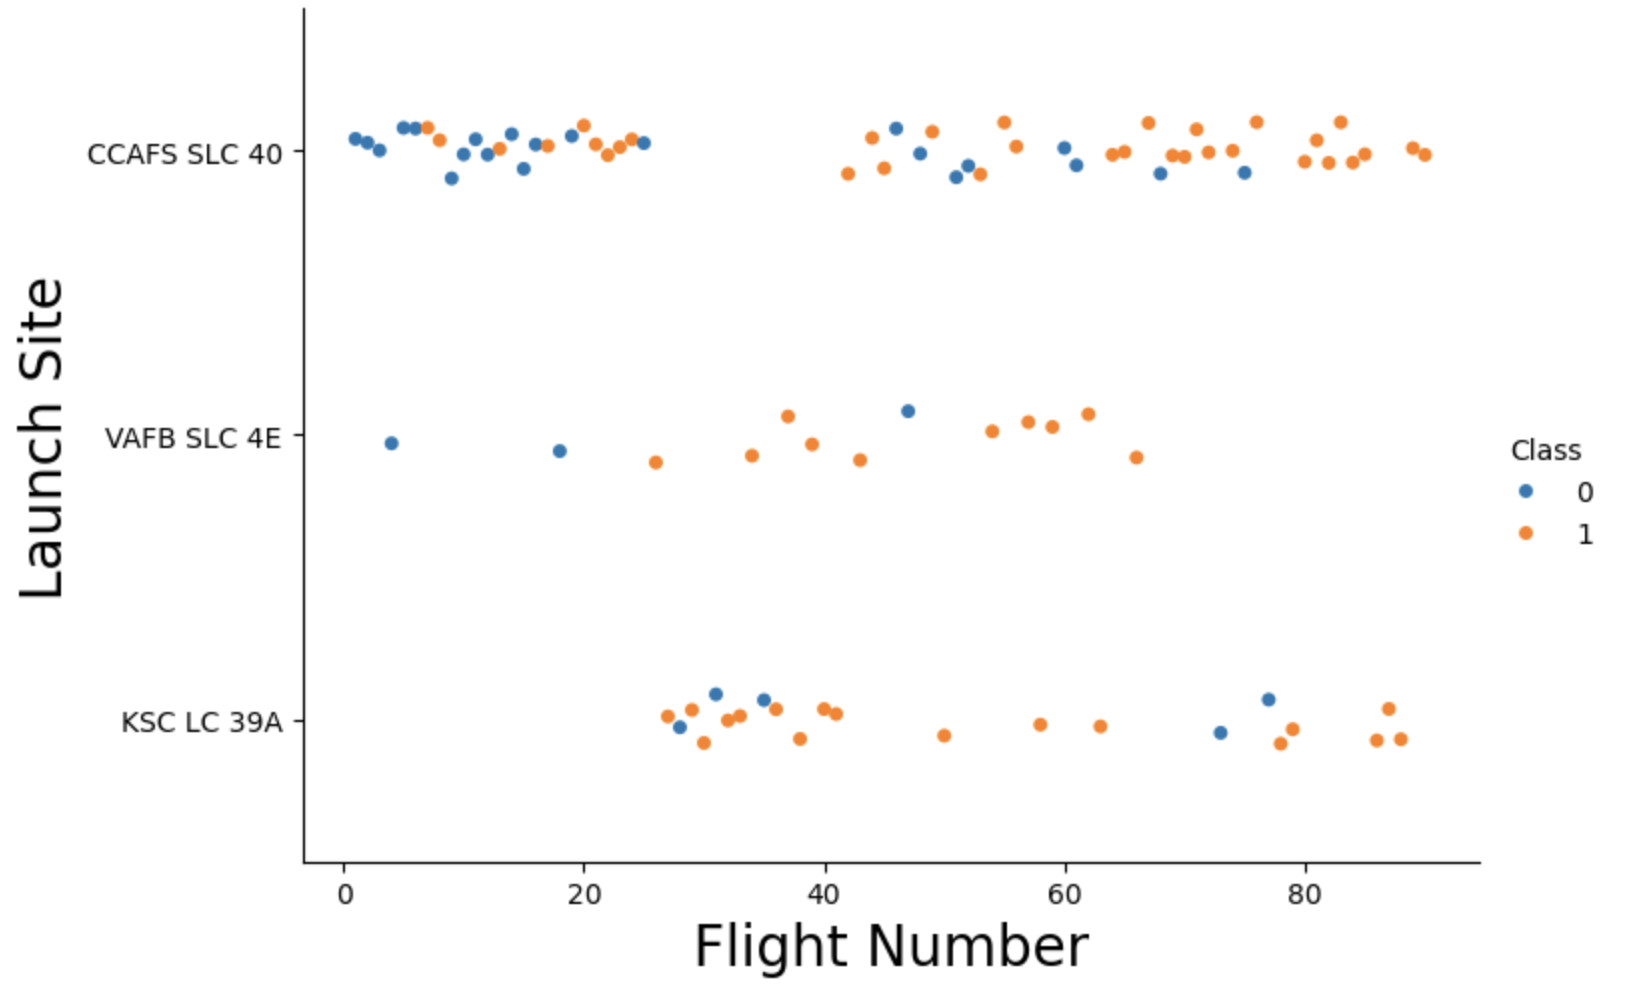 CCAFS SLC 40
VAFB SLC 4E
KSC LC 39A
Launch Site
0 20 40 60 80
Flight Number
Class
0
1